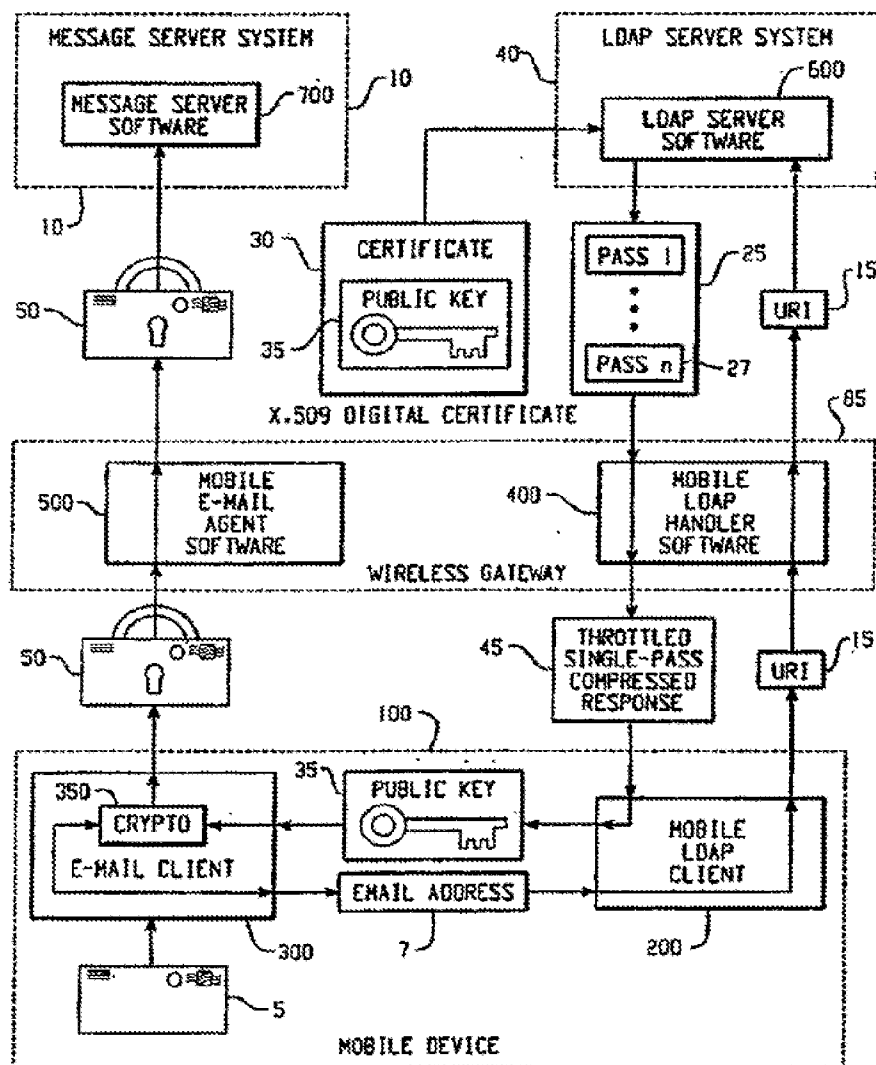 MESSAGE SERVER SYSTEM
LDAP SERVER SYSTEM
40
600
10
MESSAGE SERVER
SOFTWARE
700
LDAP SERVER
SOFTWARE
10
30
CERTIFICATE
PUBLIC KEY
35
PASS 1
25
PASS n
27
15
URI
50
X.509 DIGITAL CERTIFICATE
85
500
MOBILE
E-MAIL
AGENT
SOFTWARE
400
MOBILE
LDAP
HANDLER
SOFTWARE
WIRELESS GATEWAY
50
45
THROTTLED
SINGLE-PASS
COMPRESSED
RESPONSE
15
URI
100
350
CRYPTO
E-MAIL CLIENT
35
PUBLIC KEY
MOBILE
LDAP
CLIENT
EMAIL ADDRESS
300
7
200
5
MOBILE DEVICE